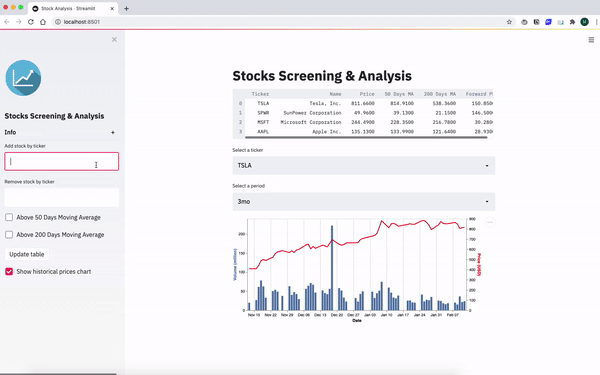 Stock Analysis · Streamlit
localhost:8501
Stocks Screening & Analysis
Info +
Add stock by ticker
Remove stock by ticker
Above 50 Days Moving Average
Above 200 Days Moving Average
Update table
Show historical prices chart
Stocks Screening & Analysis
Ticker Name Price 50 Days MA 200 Days MA Forward P
0 TSLA Tesla, Inc. 811.6600 814.9100 538.3600 150.850
1 SPWR SunPower Corporation 49.9600 39.1300 21.1500 146.500
2 MSFT Microsoft Corporation 244.4900 228.3500 216.7800 30.280
3 AAPL Apple Inc. 135.1300 133.9900 121.6400 28.930
Select a ticker
TSLA
Select a period
3mo
Volume (million)
200
150
100
50
0
900
800
700
600
500
400
300
200
100
0
Price (USD)
Nov 15 Nov 22 Nov 29 Dec 06 Dec 13 Dec 20 Dec 27 Jan 03 Jan 10 Jan 17 Jan 24 Jan 31 Feb 07
Date